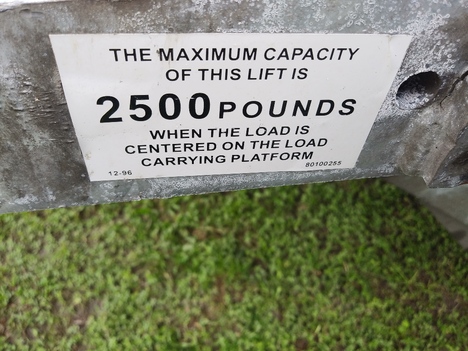 THE MAXIMUM CAPACITY
OF THIS LIFT IS
2500 POUNDS
WHEN THE LOAD IS
CENTERED ON THE LOAD
CARRYING PLATFORM
12-96 80100255